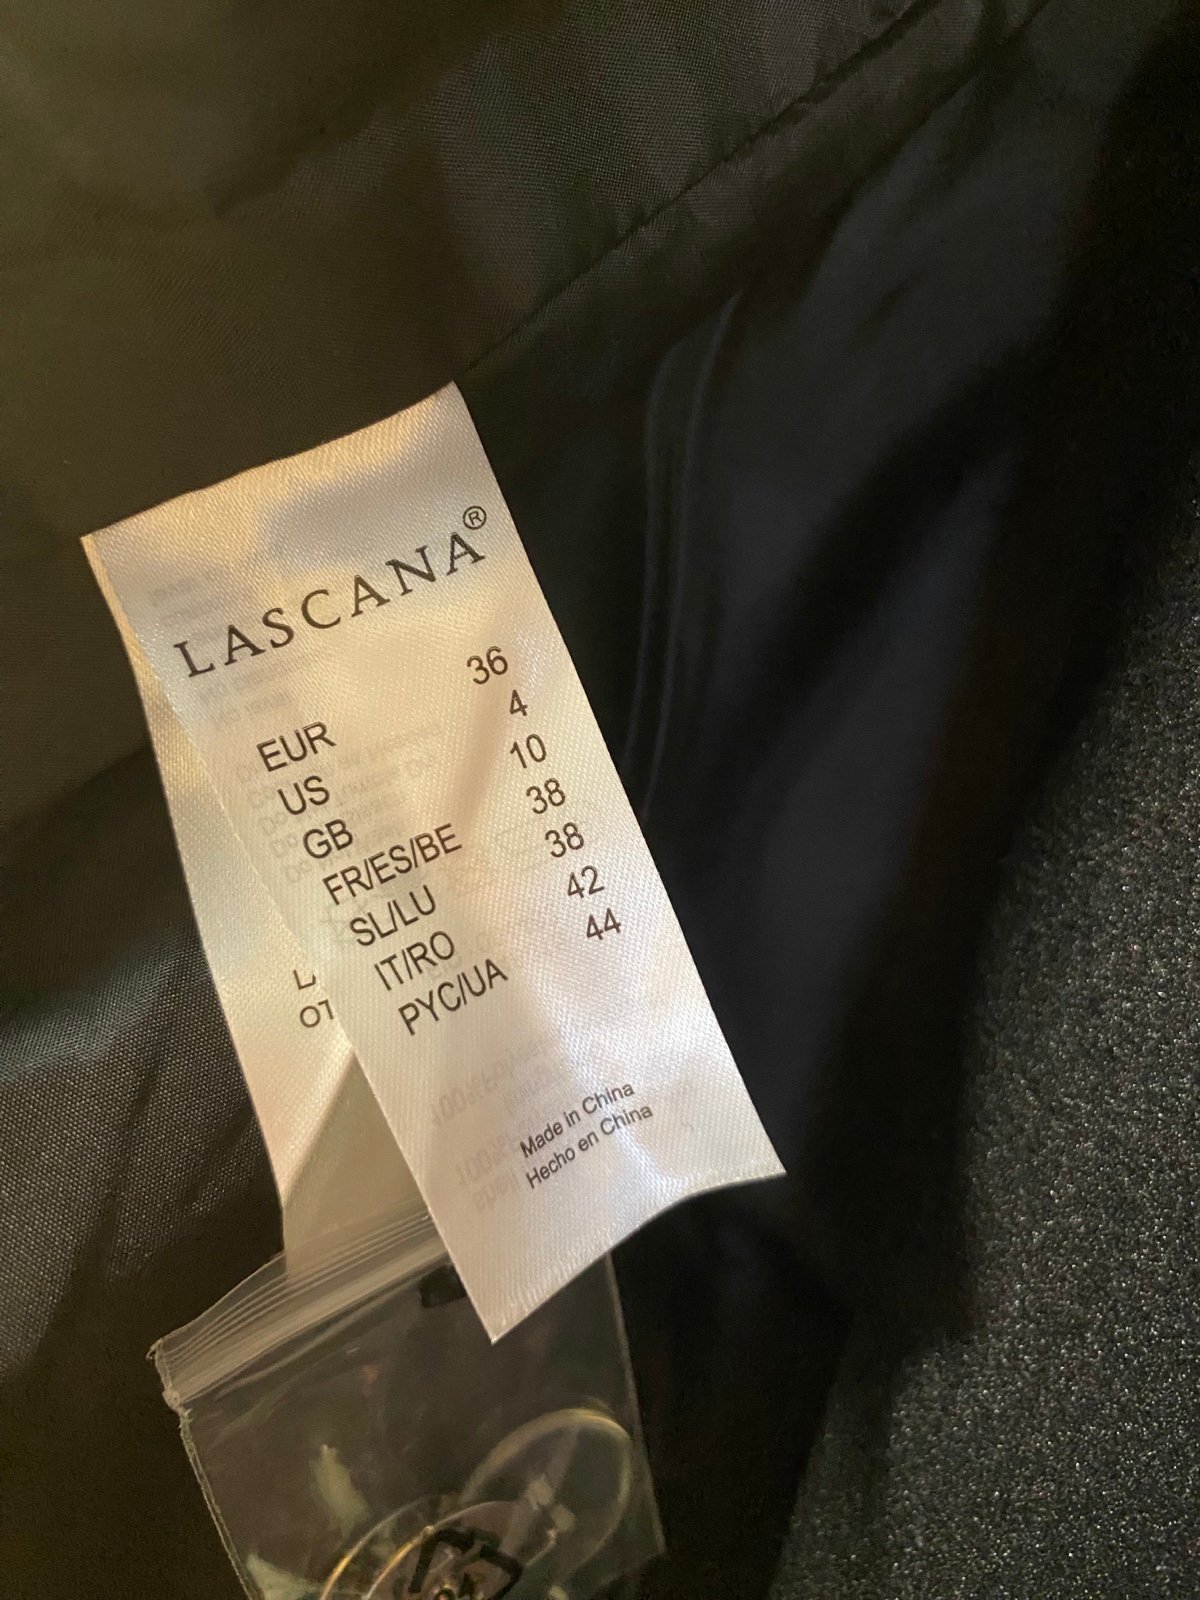 LASCANA®
EUR 36
US 4
GB 10
FR/ES/BE 38
SL/LU 38
IT/RO 42
PYC/UA 44
OT
Made in China
Hecho en China